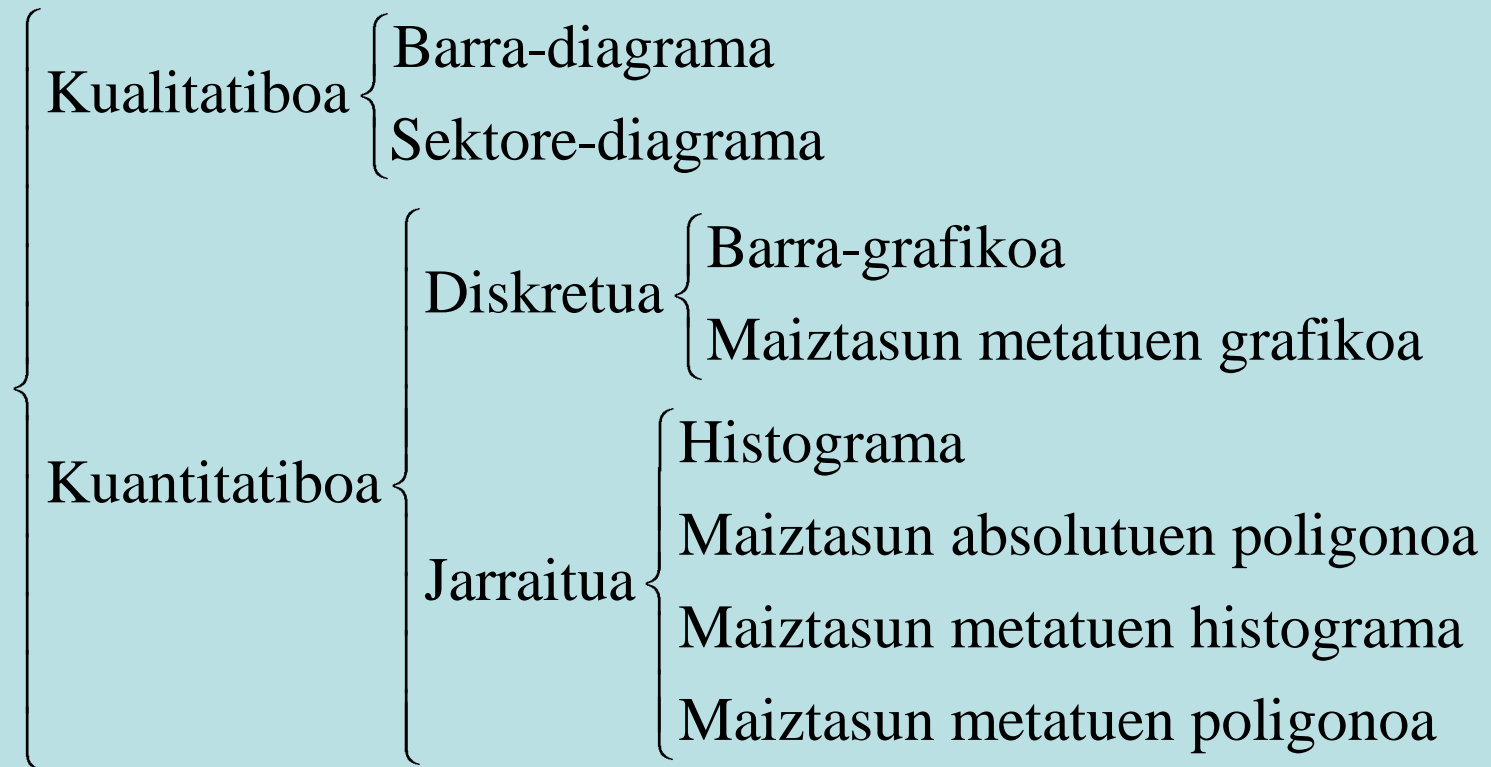 Kualitatiboa
Barra-diagrama
Sektore-diagrama
Kuantitatiboa
Diskretua
Barra-grafikoa
Maiztasun metatuen grafikoa
Jarraitua
Histograma
Maiztasun absolutuen poligonoa
Maiztasun metatuen histograma
Maiztasun metatuen poligonoa